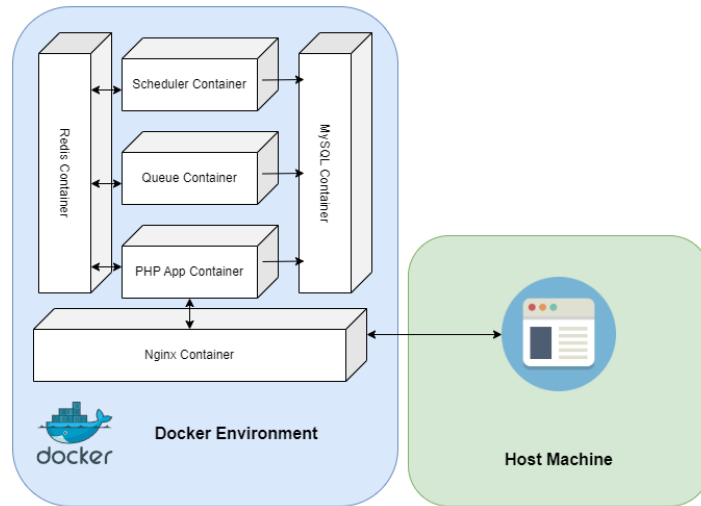 Scheduler Container
Redis Container
MySQL Container
Queue Container
PHP App Container
Nginx Container
docker
Docker Environment
Host Machine